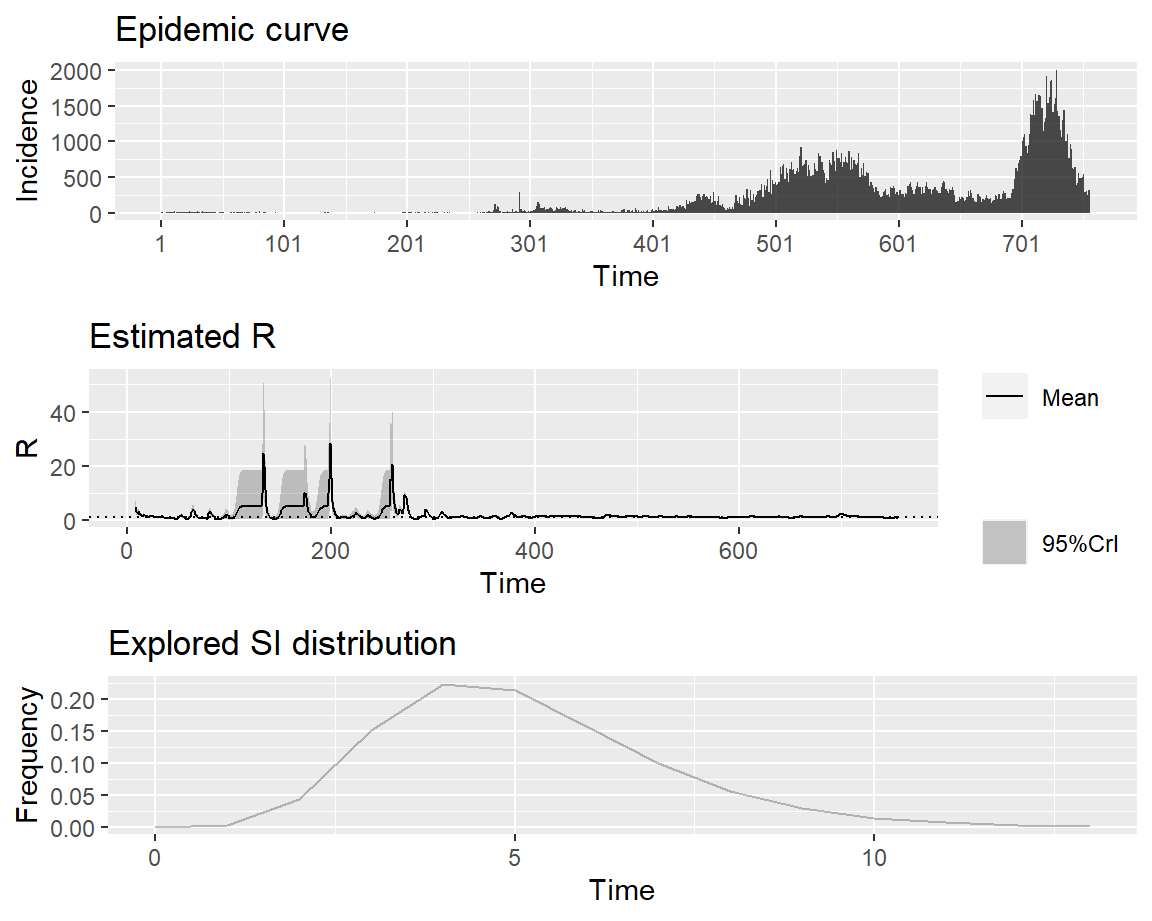 Epidemic curve
2000
1500
1000
500
0
Incidence
1 101 201 301 401 501 601 701
Time
Estimated R
40
20
0
R
0 200 400 600
Time
Mean
95%CrI
Explored SI distribution
0.20
0.15
0.10
0.05
0.00
Frequency
0 5 10
Time